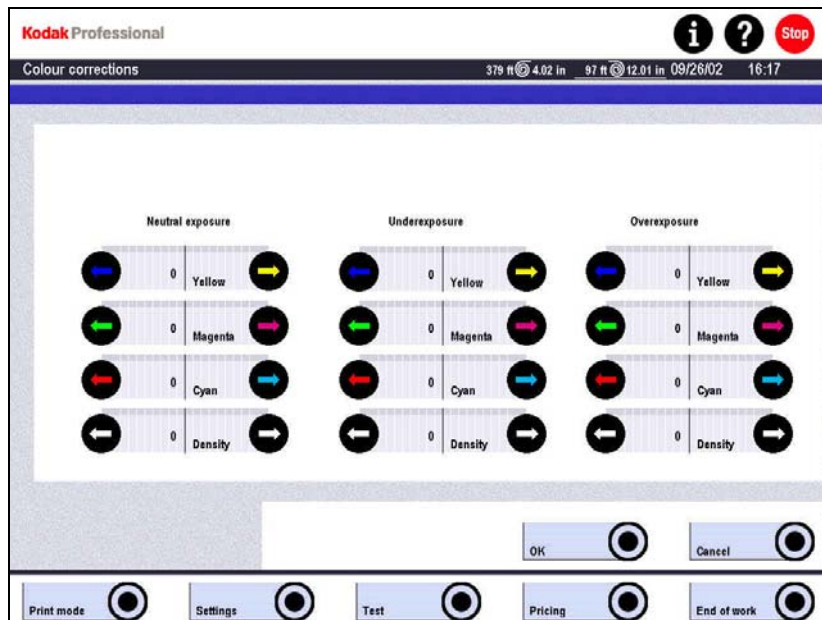 Kodak Professional
i ? Stop
Colour corrections 379 ft 4.02 in 97 ft 12.01 in 09/26/02 16:17
Neutral exposure Underexposure Overexposure
0 Yellow 0 Yellow 0 Yellow
0 Magenta 0 Magenta 0 Magenta
0 Cyan 0 Cyan 0 Cyan
0 Density 0 Density 0 Density
OK Cancel
Print mode Settings Test Pricing End of work